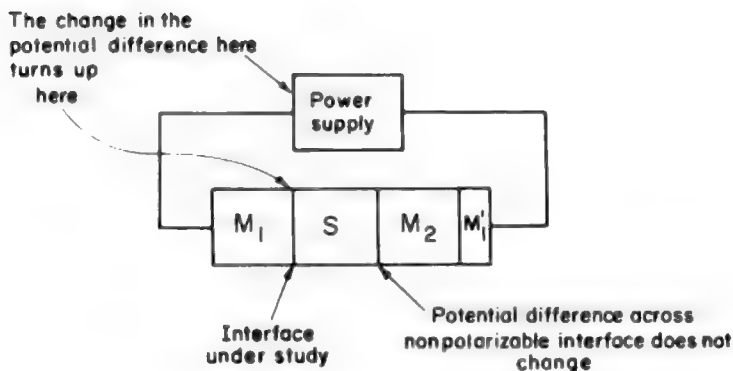 The change in the
potential difference here
turns up
here
Power
supply
M₁
S
M₂
M₁'
Interface
under study
Potential difference across
nonpolarizable interface does not
change